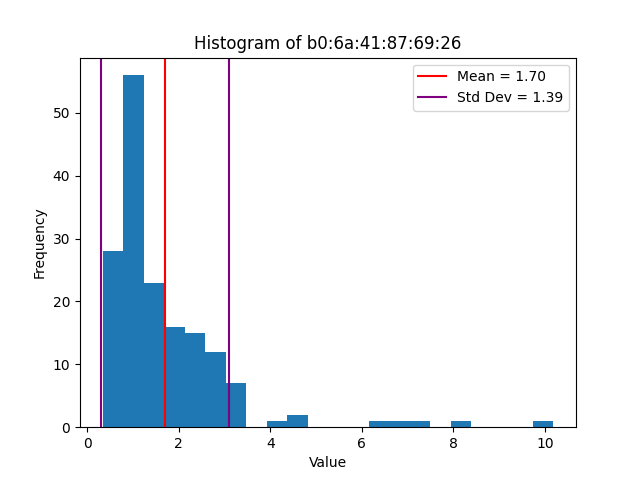 Histogram of b0:6a:41:87:69:26
Mean = 1.70
Std Dev = 1.39
Frequency
50
40
30
20
10
0
0 2 4 6 8 10
Value